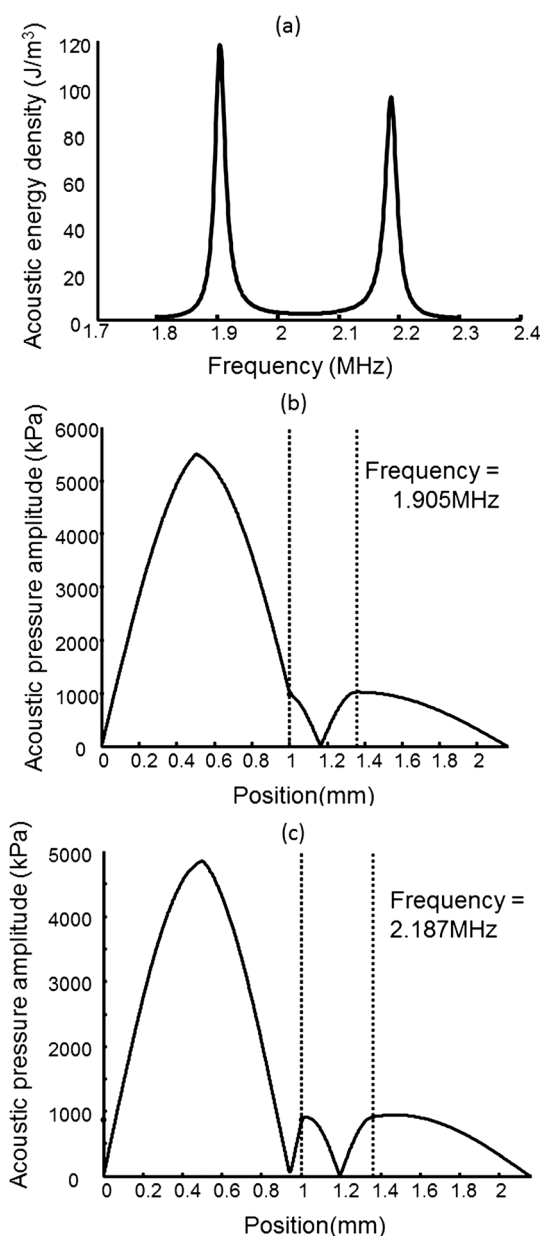 (a)
Acoustic energy density (J/m³)
120
100
80
60
40
20
0
1.7 1.8 1.9 2 2.1 2.2 2.3 2.4
Frequency (MHz)
(b)
Acoustic pressure amplitude (kPa)
6000
5000
4000
3000
2000
1000
0
Frequency =
1.905MHz
0 0.2 0.4 0.6 0.8 1 1.2 1.4 1.6 1.8 2
Position(mm)
(c)
Acoustic pressure amplitude (kPa)
5000
4000
3000
2000
1000
0
Frequency =
2.187MHz
0 0.2 0.4 0.6 0.8 1 1.2 1.4 1.6 1.8 2
Position(mm)